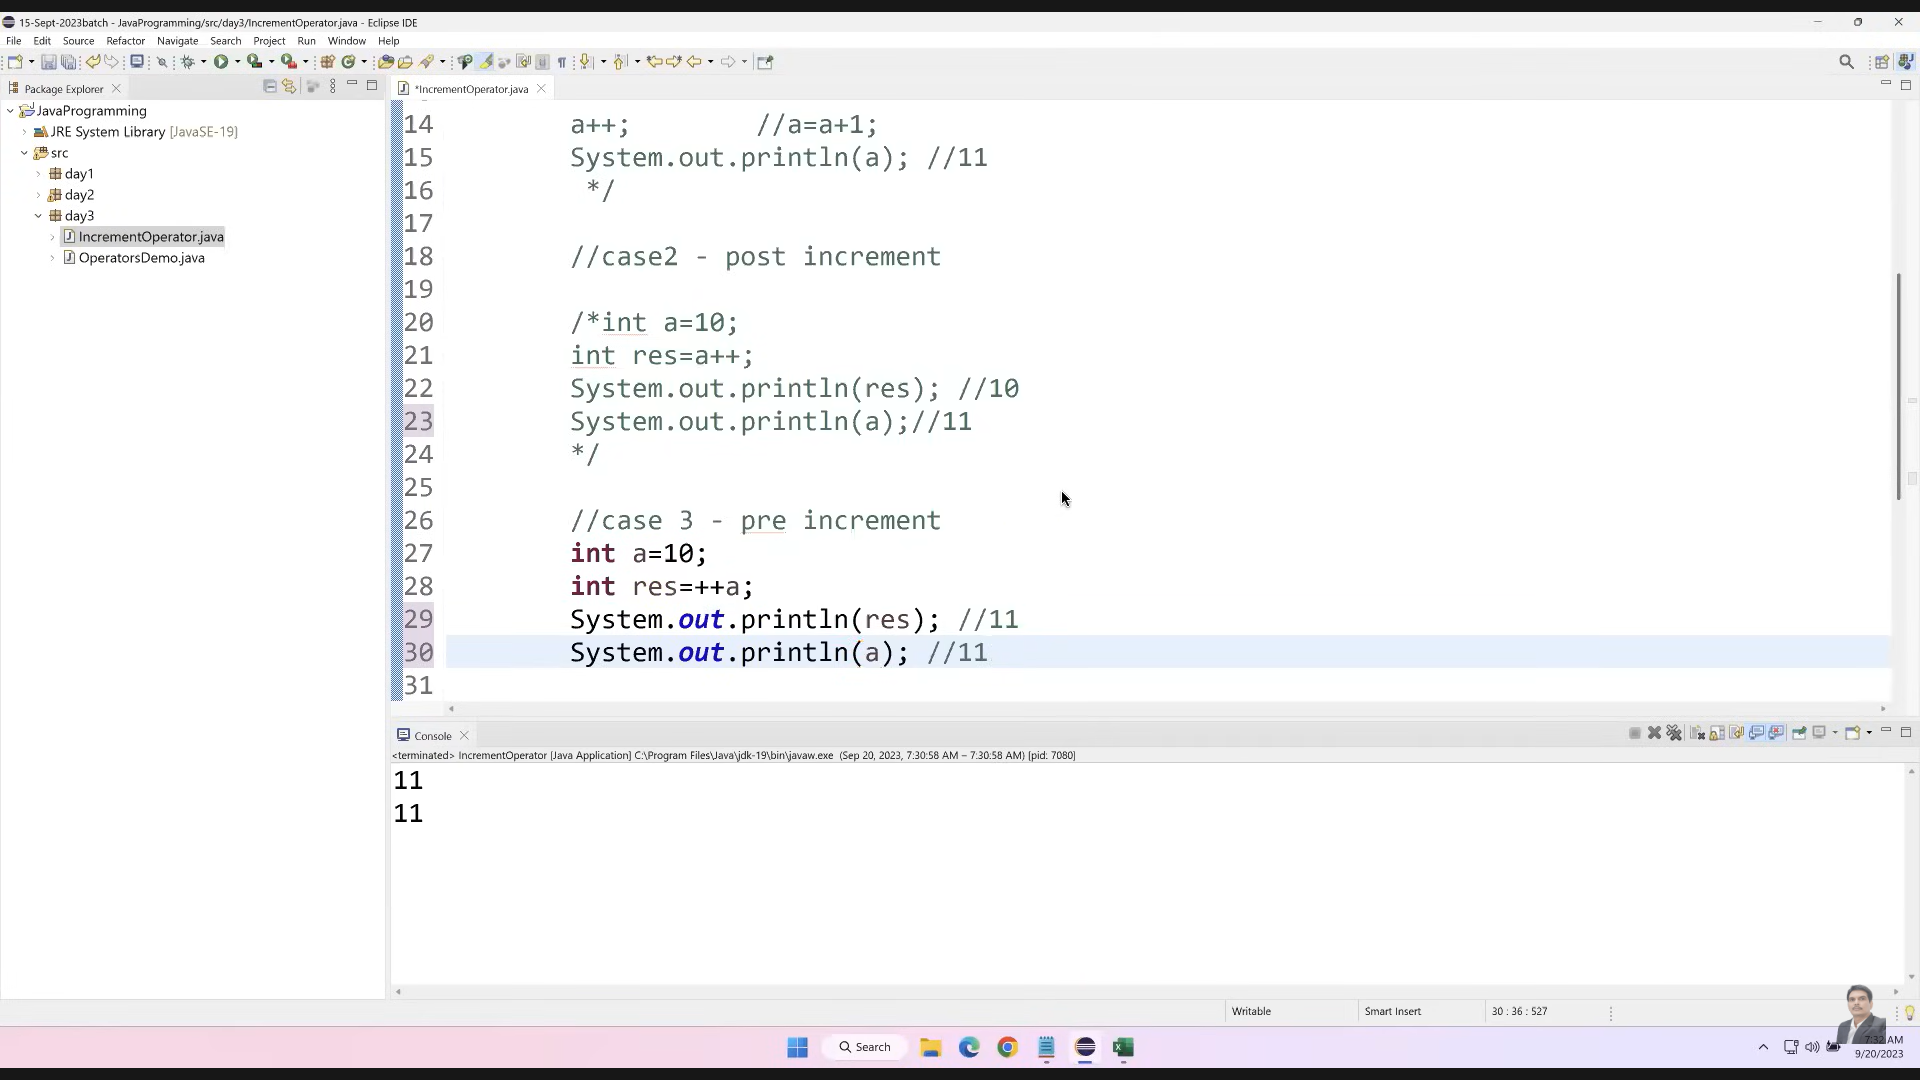 15-Sept-2023batch - JavaProgramming/src/day3/IncrementOperator.java - Eclipse IDE
File Edit Source Refactor Navigate Search Project Run Window Help
Package Explorer
*IncrementOperator.java
JavaProgramming
JRE System Library [JavaSE-19]
src
day1
day2
day3
IncrementOperator.java
OperatorsDemo.java
14 a++; //a=a+1;
15 System.out.println(a); //11
16 */
17
18 //case2 - post increment
19
20 /*int a=10;
21 int res=a++;
22 System.out.println(res); //10
23 System.out.println(a);//11
24 */
25
26 //case 3 - pre increment
27 int a=10;
28 int res=++a;
29 System.out.println(res); //11
30 System.out.println(a); //11
31
Console
<terminated> IncrementOperator [Java Application] C:\Program Files\Java\jdk-19\bin\javaw.exe (Sep 20, 2023, 7:30:58 AM – 7:30:58 AM) [pid: 7080]
11
11
Writable Smart Insert 30 : 36 : 527
Search
7:32 AM
9/20/2023